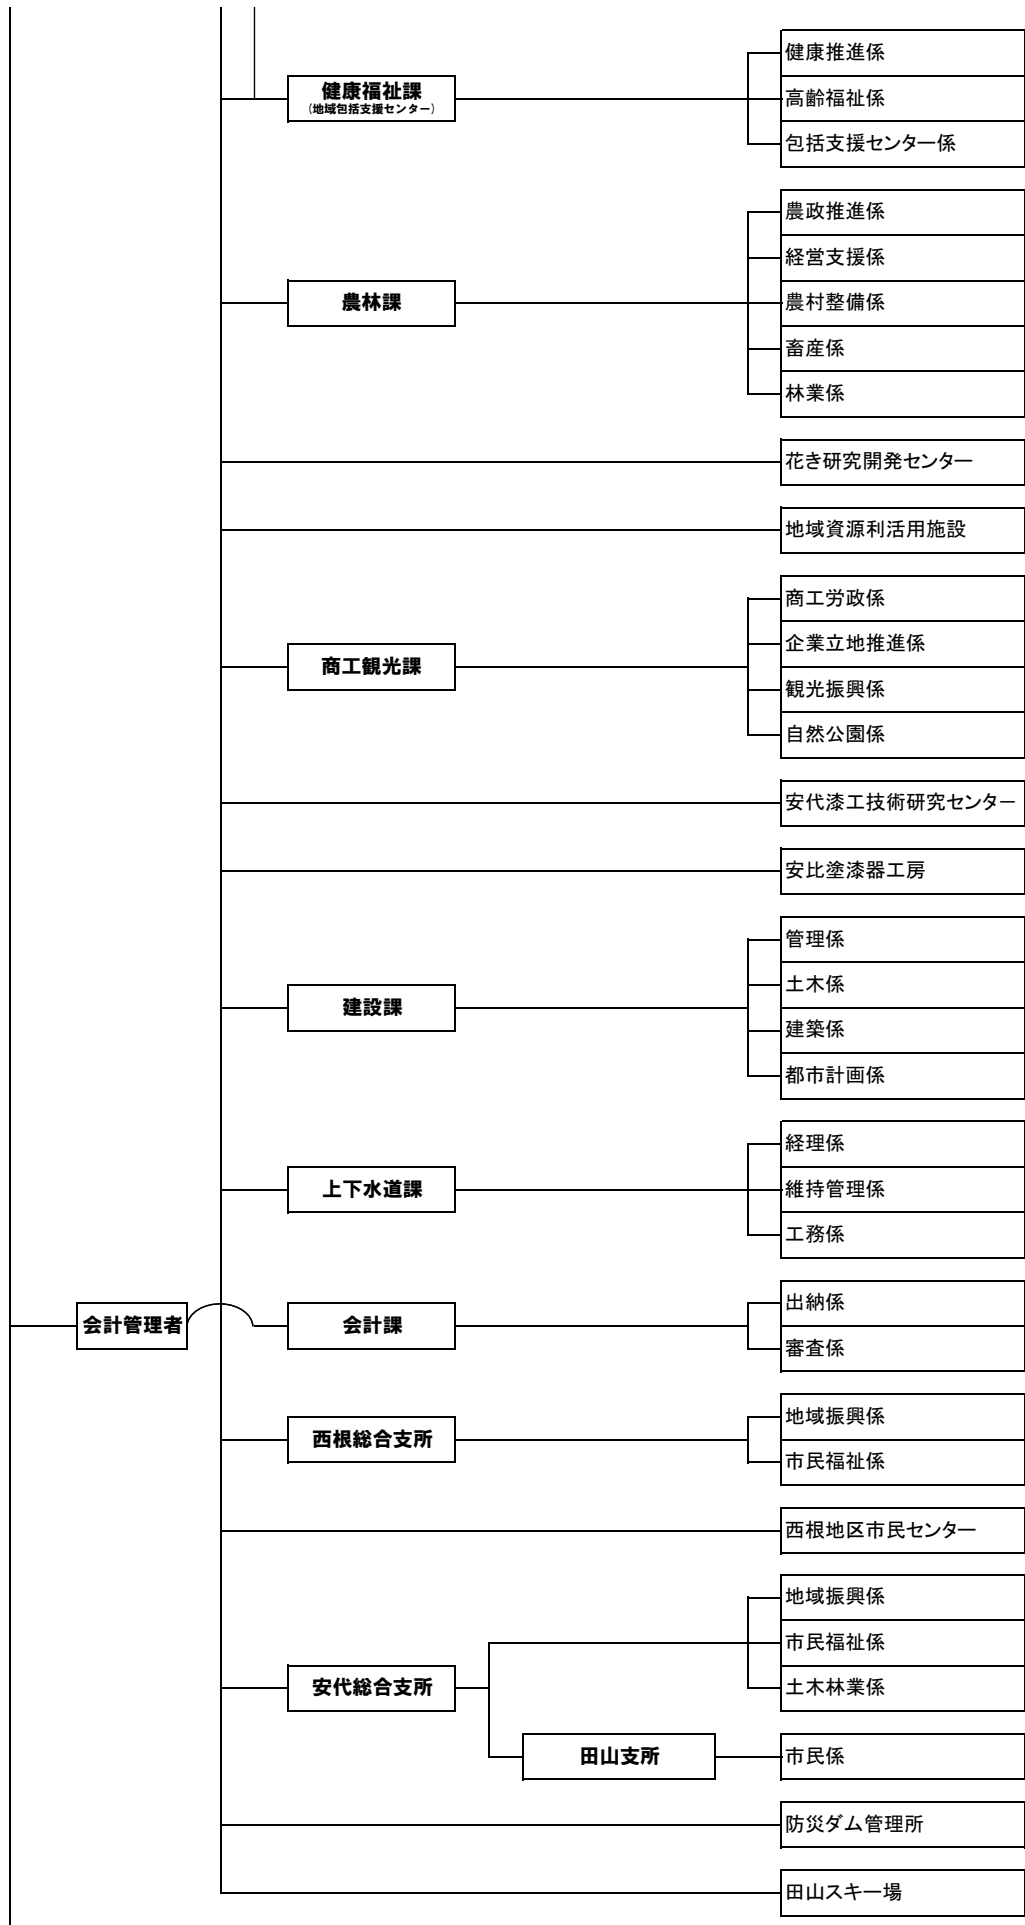 健康福祉課
(地域包括支援センター)
健康推進係
高齢福祉係
包括支援センター係
農林課
農政推進係
経営支援係
農村整備係
畜産係
林業係
花き研究開発センター
地域資源利活用施設
商工観光課
商工労政係
企業立地推進係
観光振興係
自然公園係
安代漆工技術研究センター
安比塗漆器工房
建設課
管理係
土木係
建築係
都市計画係
上下水道課
経理係
維持管理係
工務係
会計管理者
会計課
出納係
審査係
西根総合支所
地域振興係
市民福祉係
西根地区市民センター
安代総合支所
地域振興係
市民福祉係
土木林業係
田山支所
市民係
防災ダム管理所
田山スキー場